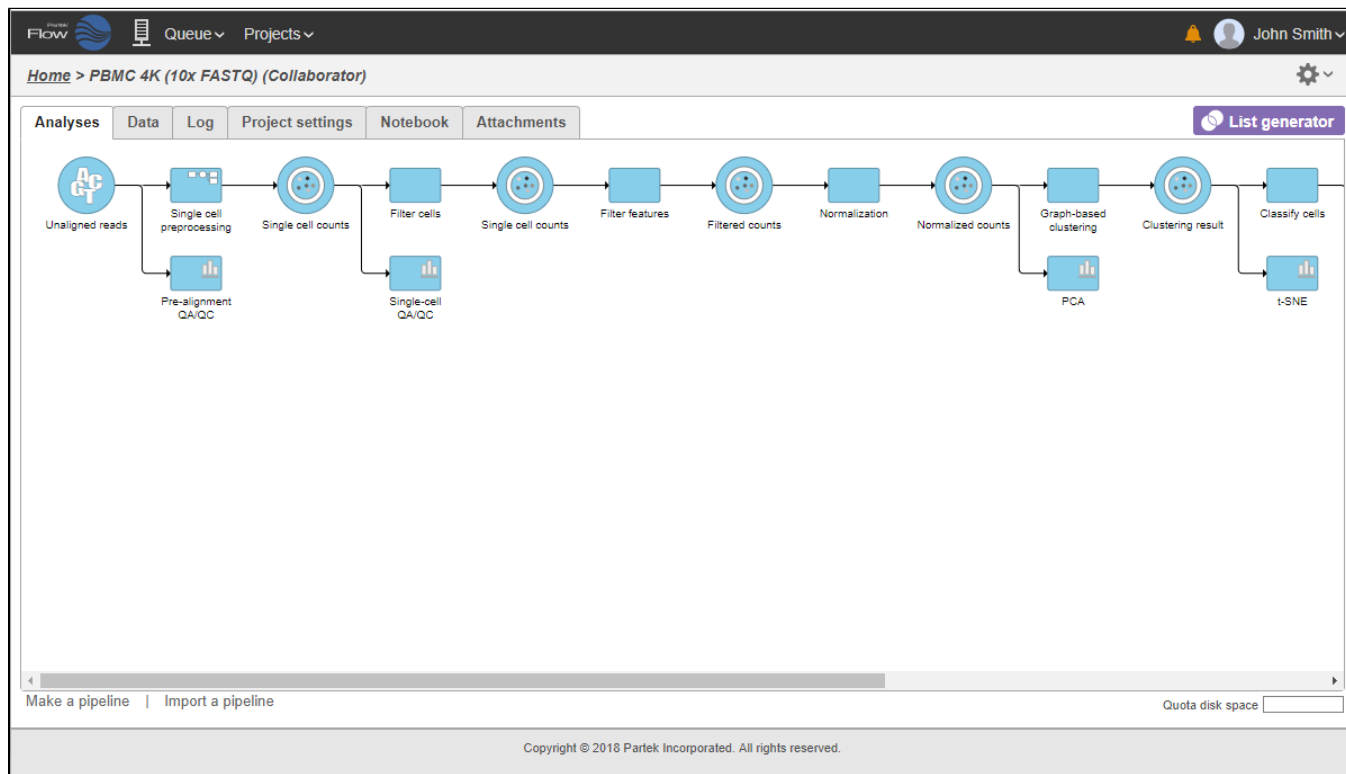 Partek
Flow
Queue
Projects
John Smith
Home > PBMC 4K (10x FASTQ) (Collaborator)
Analyses
Data
Log
Project settings
Notebook
Attachments
List generator
ACGT
Unaligned reads
Single cell
preprocessing
Single cell counts
Filter cells
Single cell counts
Filter features
Filtered counts
Normalization
Normalized counts
Graph-based
clustering
Clustering result
Classify cells
Pre-alignment
QA/QC
Single-cell
QA/QC
PCA
t-SNE
Make a pipeline | Import a pipeline
Quota disk space
Copyright © 2018 Partek Incorporated. All rights reserved.